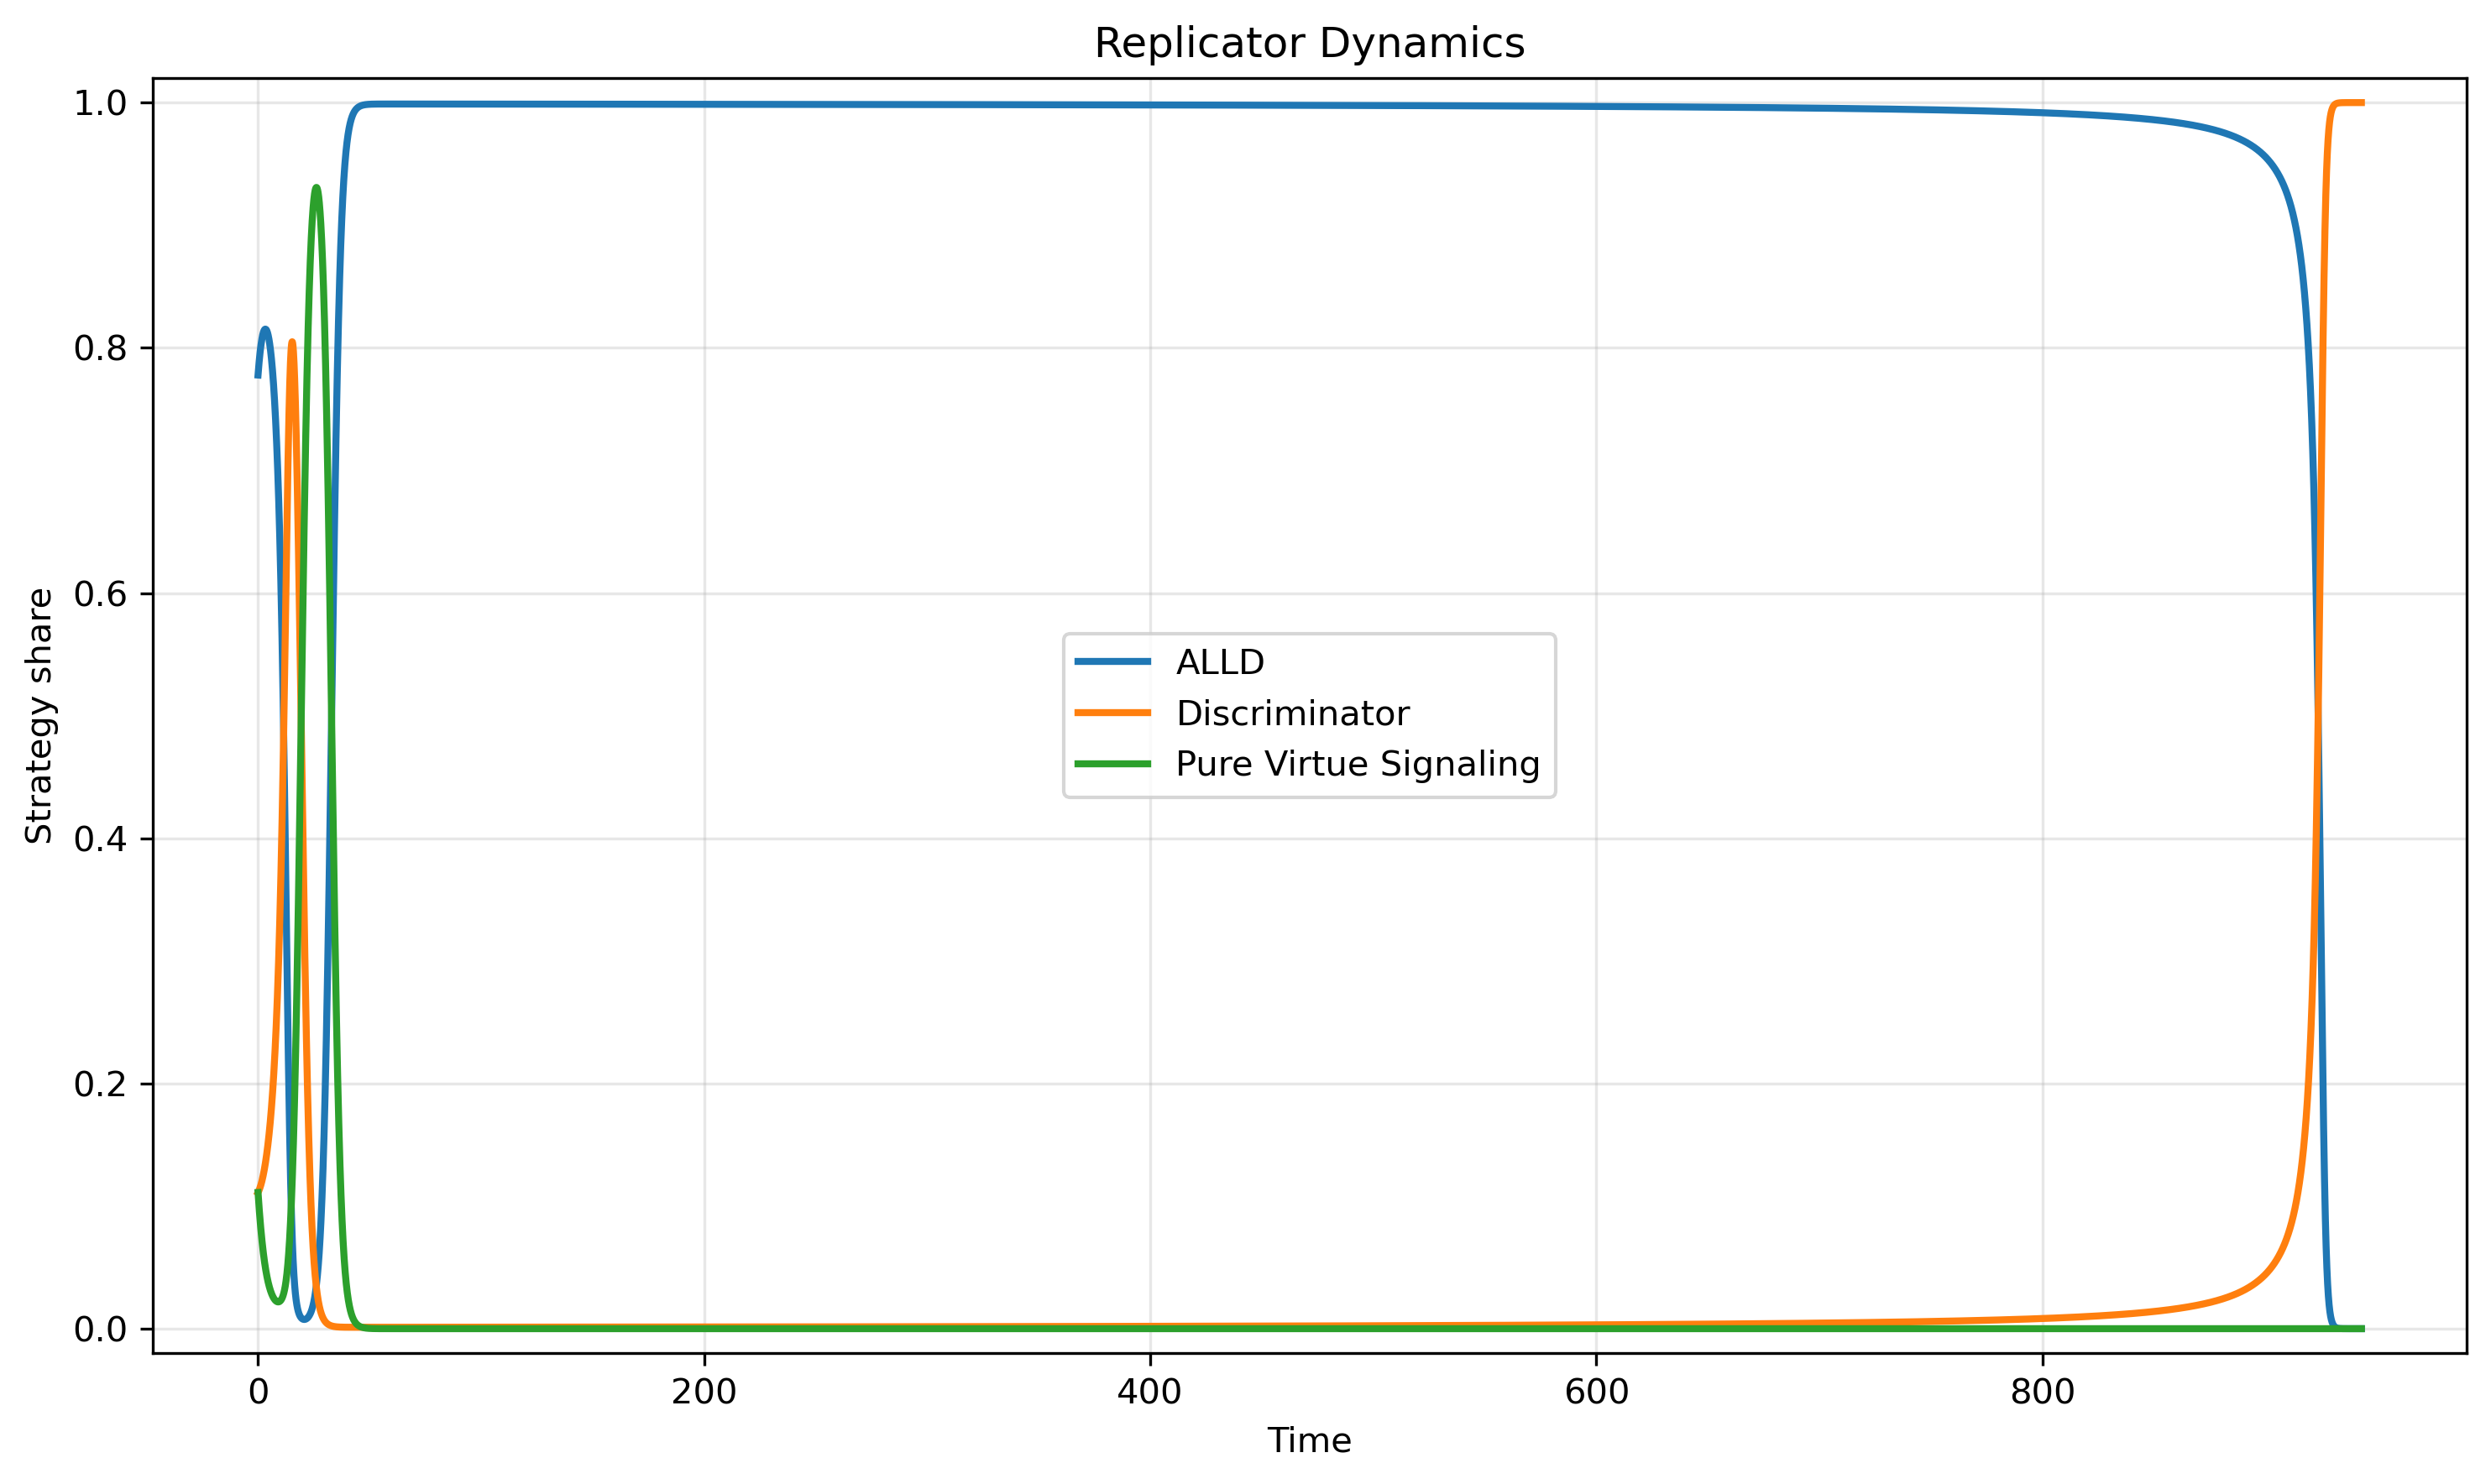 Replicator Dynamics
1.0
0.8
0.6
0.4
0.2
0.0
Strategy share
ALLD
Discriminator
Pure Virtue Signaling
0 200 400 600 800
Time